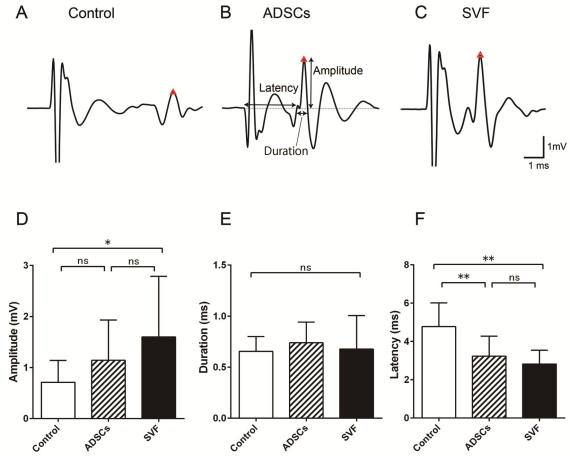 A Control
B ADSCs
C SVF
Amplitude
Latency
Duration
1mV
1 ms
D
*
ns ns
Amplitude (mV)
3
2
1
0
Control ADSCs SVF
E
ns
Duration (ms)
1.5
1.0
0.5
0.0
Control ADSCs SVF
F
**
** ns
Latency (ms)
8
6
4
2
0
Control ADSCs SVF